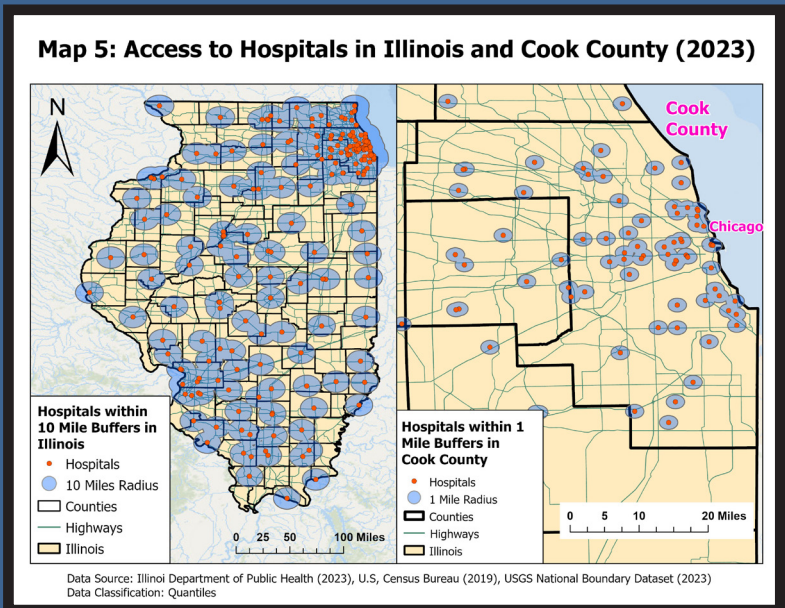 Map 5: Access to Hospitals in Illinois and Cook County (2023)
N
Cook
County
Chicago
Hospitals within
10 Mile Buffers in
Illinois
Hospitals
10 Miles Radius
Counties
Highways
Illinois
0 25 50 100 Miles
Hospitals within 1
Mile Buffers in
Cook County
Hospitals
1 Mile Radius
Counties
Highways
Illinois
0 5 10 20 Miles
Data Source: Illinoi Department of Public Health (2023), U.S, Census Bureau (2019), USGS National Boundary Dataset (2023)
Data Classification: Quantiles